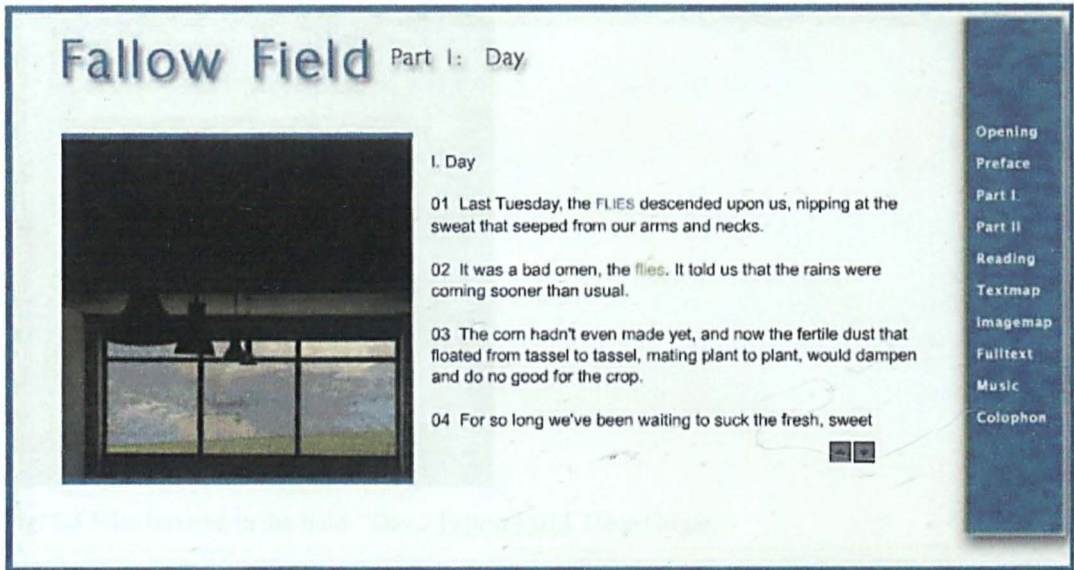 Fallow Field Part I: Day
I. Day
01 Last Tuesday, the FLIES descended upon us, nipping at the
sweat that seeped from our arms and necks.
02 It was a bad omen, the flies. It told us that the rains were
coming sooner than usual.
03 The corn hadn't even made yet, and now the fertile dust that
floated from tassel to tassel, mating plant to plant, would dampen
and do no good for the crop.
04 For so long we've been waiting to suck the fresh, sweet
Opening
Preface
Part I
Part II
Reading
Textmap
Imagemap
Fulltext
Music
Colophon